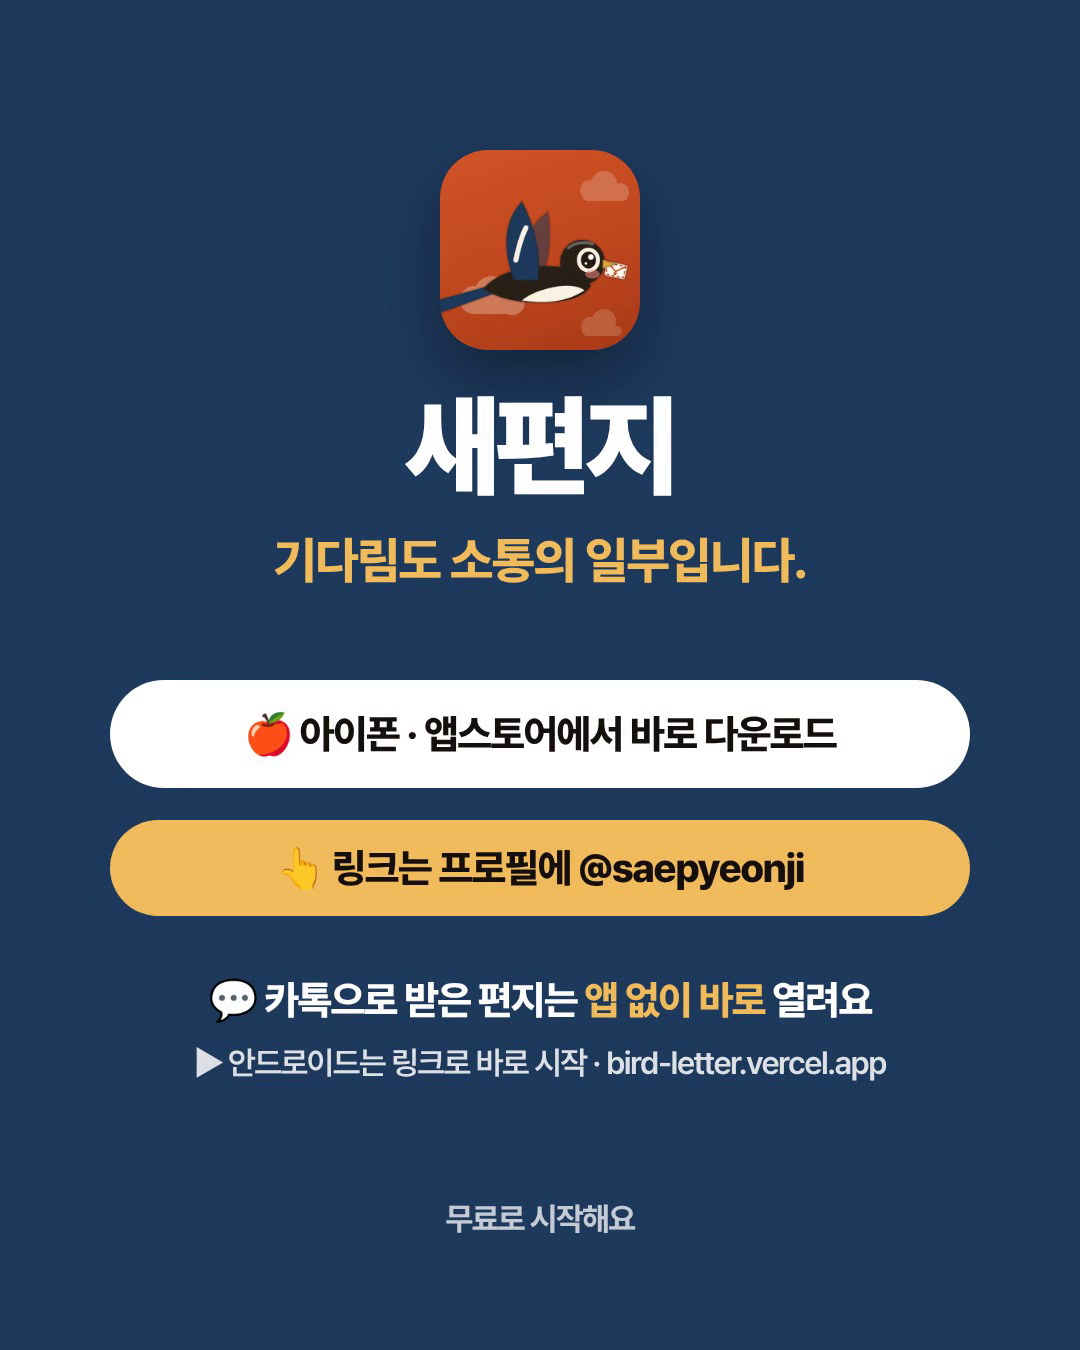 새편지
기다림도 소통의 일부입니다.
🍎 아이폰 · 앱스토어에서 바로 다운로드
👆 링크는 프로필에 @saepyeonji
💬 카톡으로 받은 편지는 앱 없이 바로 열려요
▶ 안드로이드는 링크로 바로 시작 · bird-letter.vercel.app
무료로 시작해요